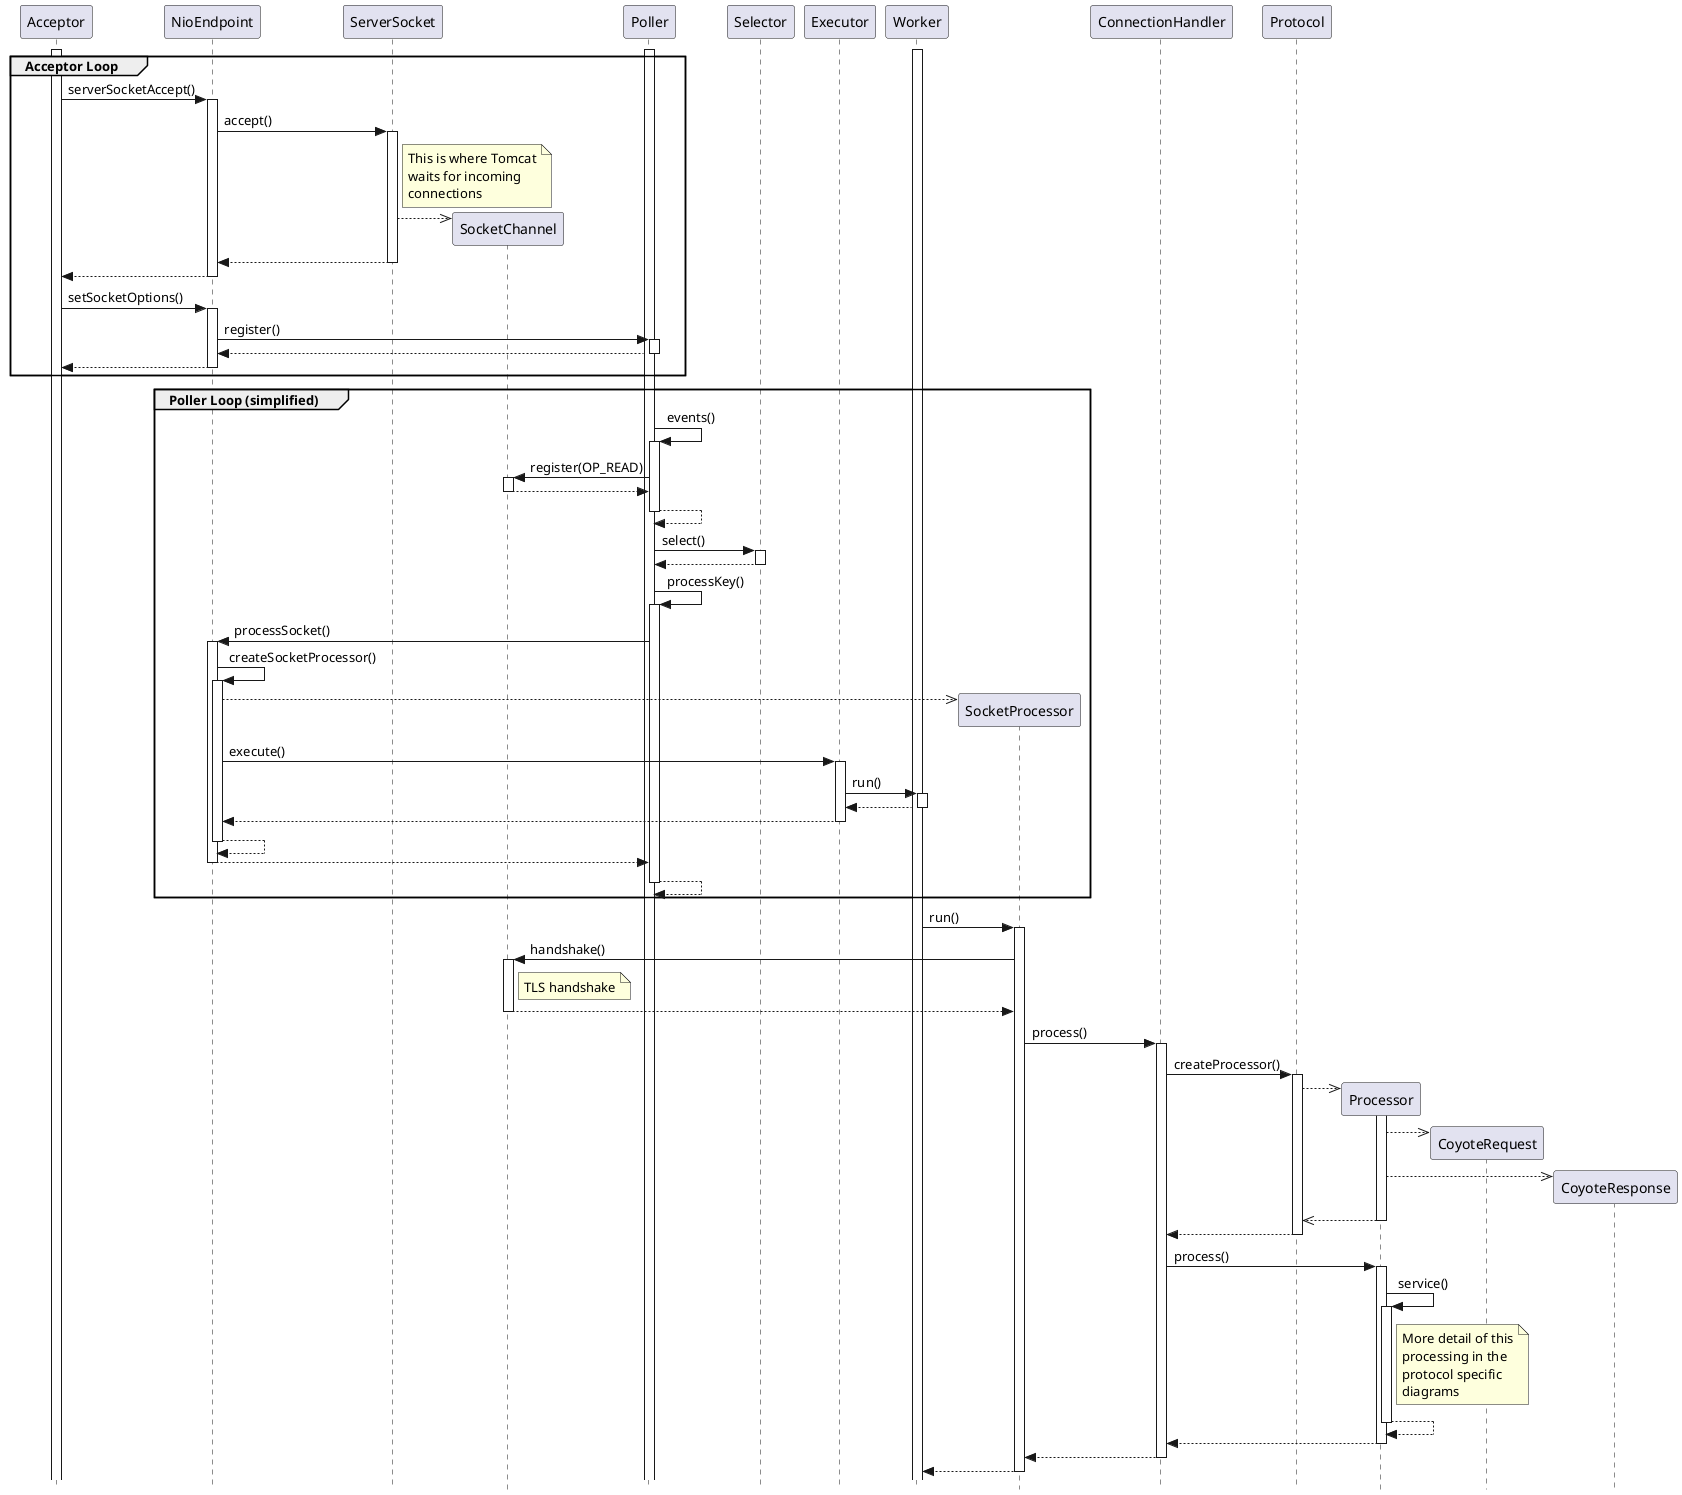 Acceptor
NioEndpoint
ServerSocket
Poller
Selector
Executor
Worker
ConnectionHandler
Protocol
Acceptor Loop
serverSocketAccept()
accept()
This is where Tomcat
waits for incoming
connections
SocketChannel
setSocketOptions()
register()
Poller Loop (simplified)
events()
register(OP_READ)
select()
processKey()
processSocket()
createSocketProcessor()
SocketProcessor
execute()
run()
run()
handshake()
TLS handshake
process()
createProcessor()
Processor
CoyoteRequest
CoyoteResponse
process()
service()
More detail of this
processing in the
protocol specific
diagrams